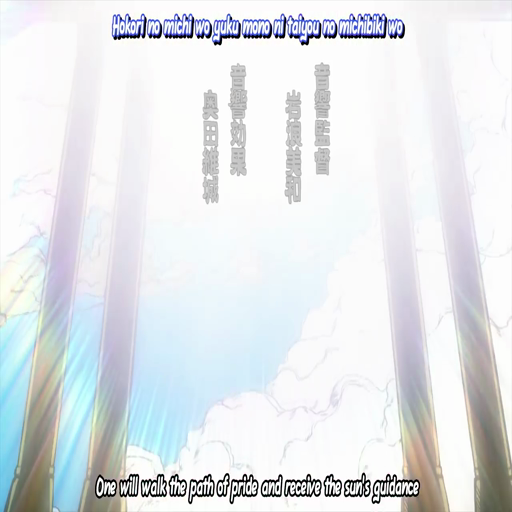 Hokori no michi wo yuku mono ni taiyou no michibiki wo
音響監督
岩浪美和
音響効果
奥田維城
One will walk the path of pride and receive the sun's guidance